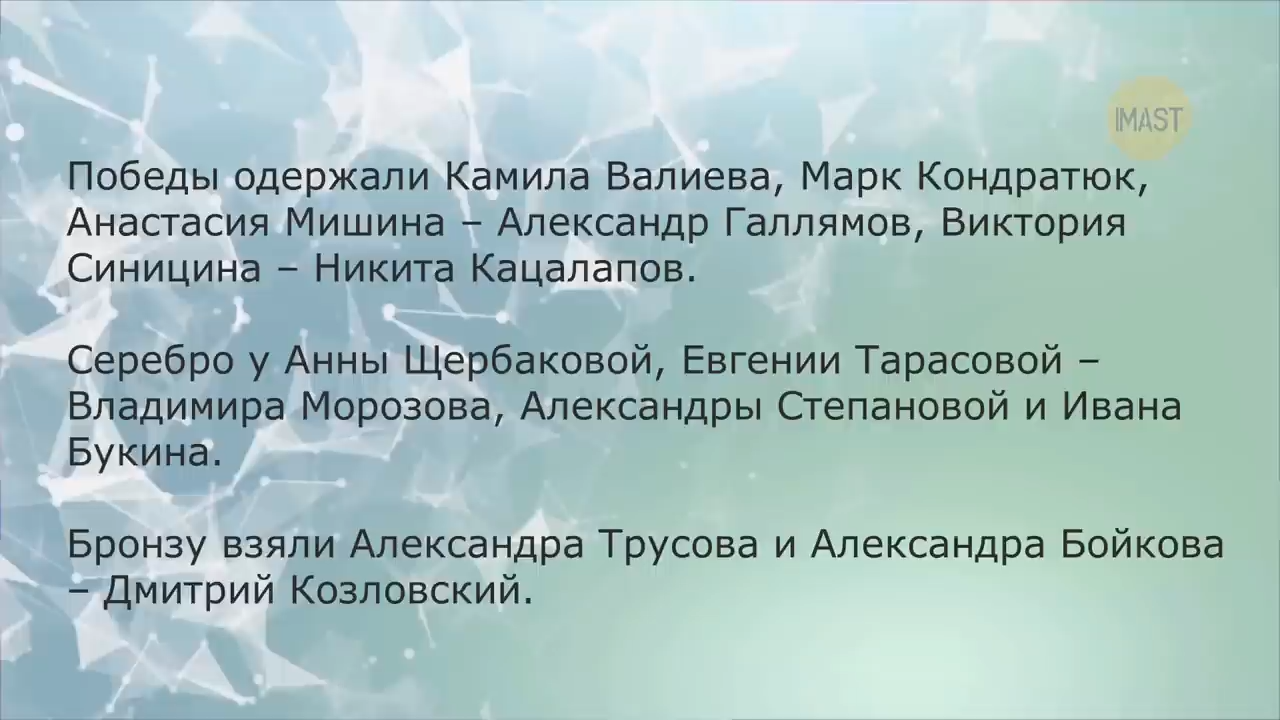 IMAST
Победы одержали Камила Валиева, Марк Кондратюк,
Анастасия Мишина – Александр Галлямов, Виктория
Синицина – Никита Кацалапов.
Серебро у Анны Щербаковой, Евгении Тарасовой –
Владимира Морозова, Александры Степановой и Ивана
Букина.
Бронзу взяли Александра Трусова и Александра Бойкова
– Дмитрий Козловский.